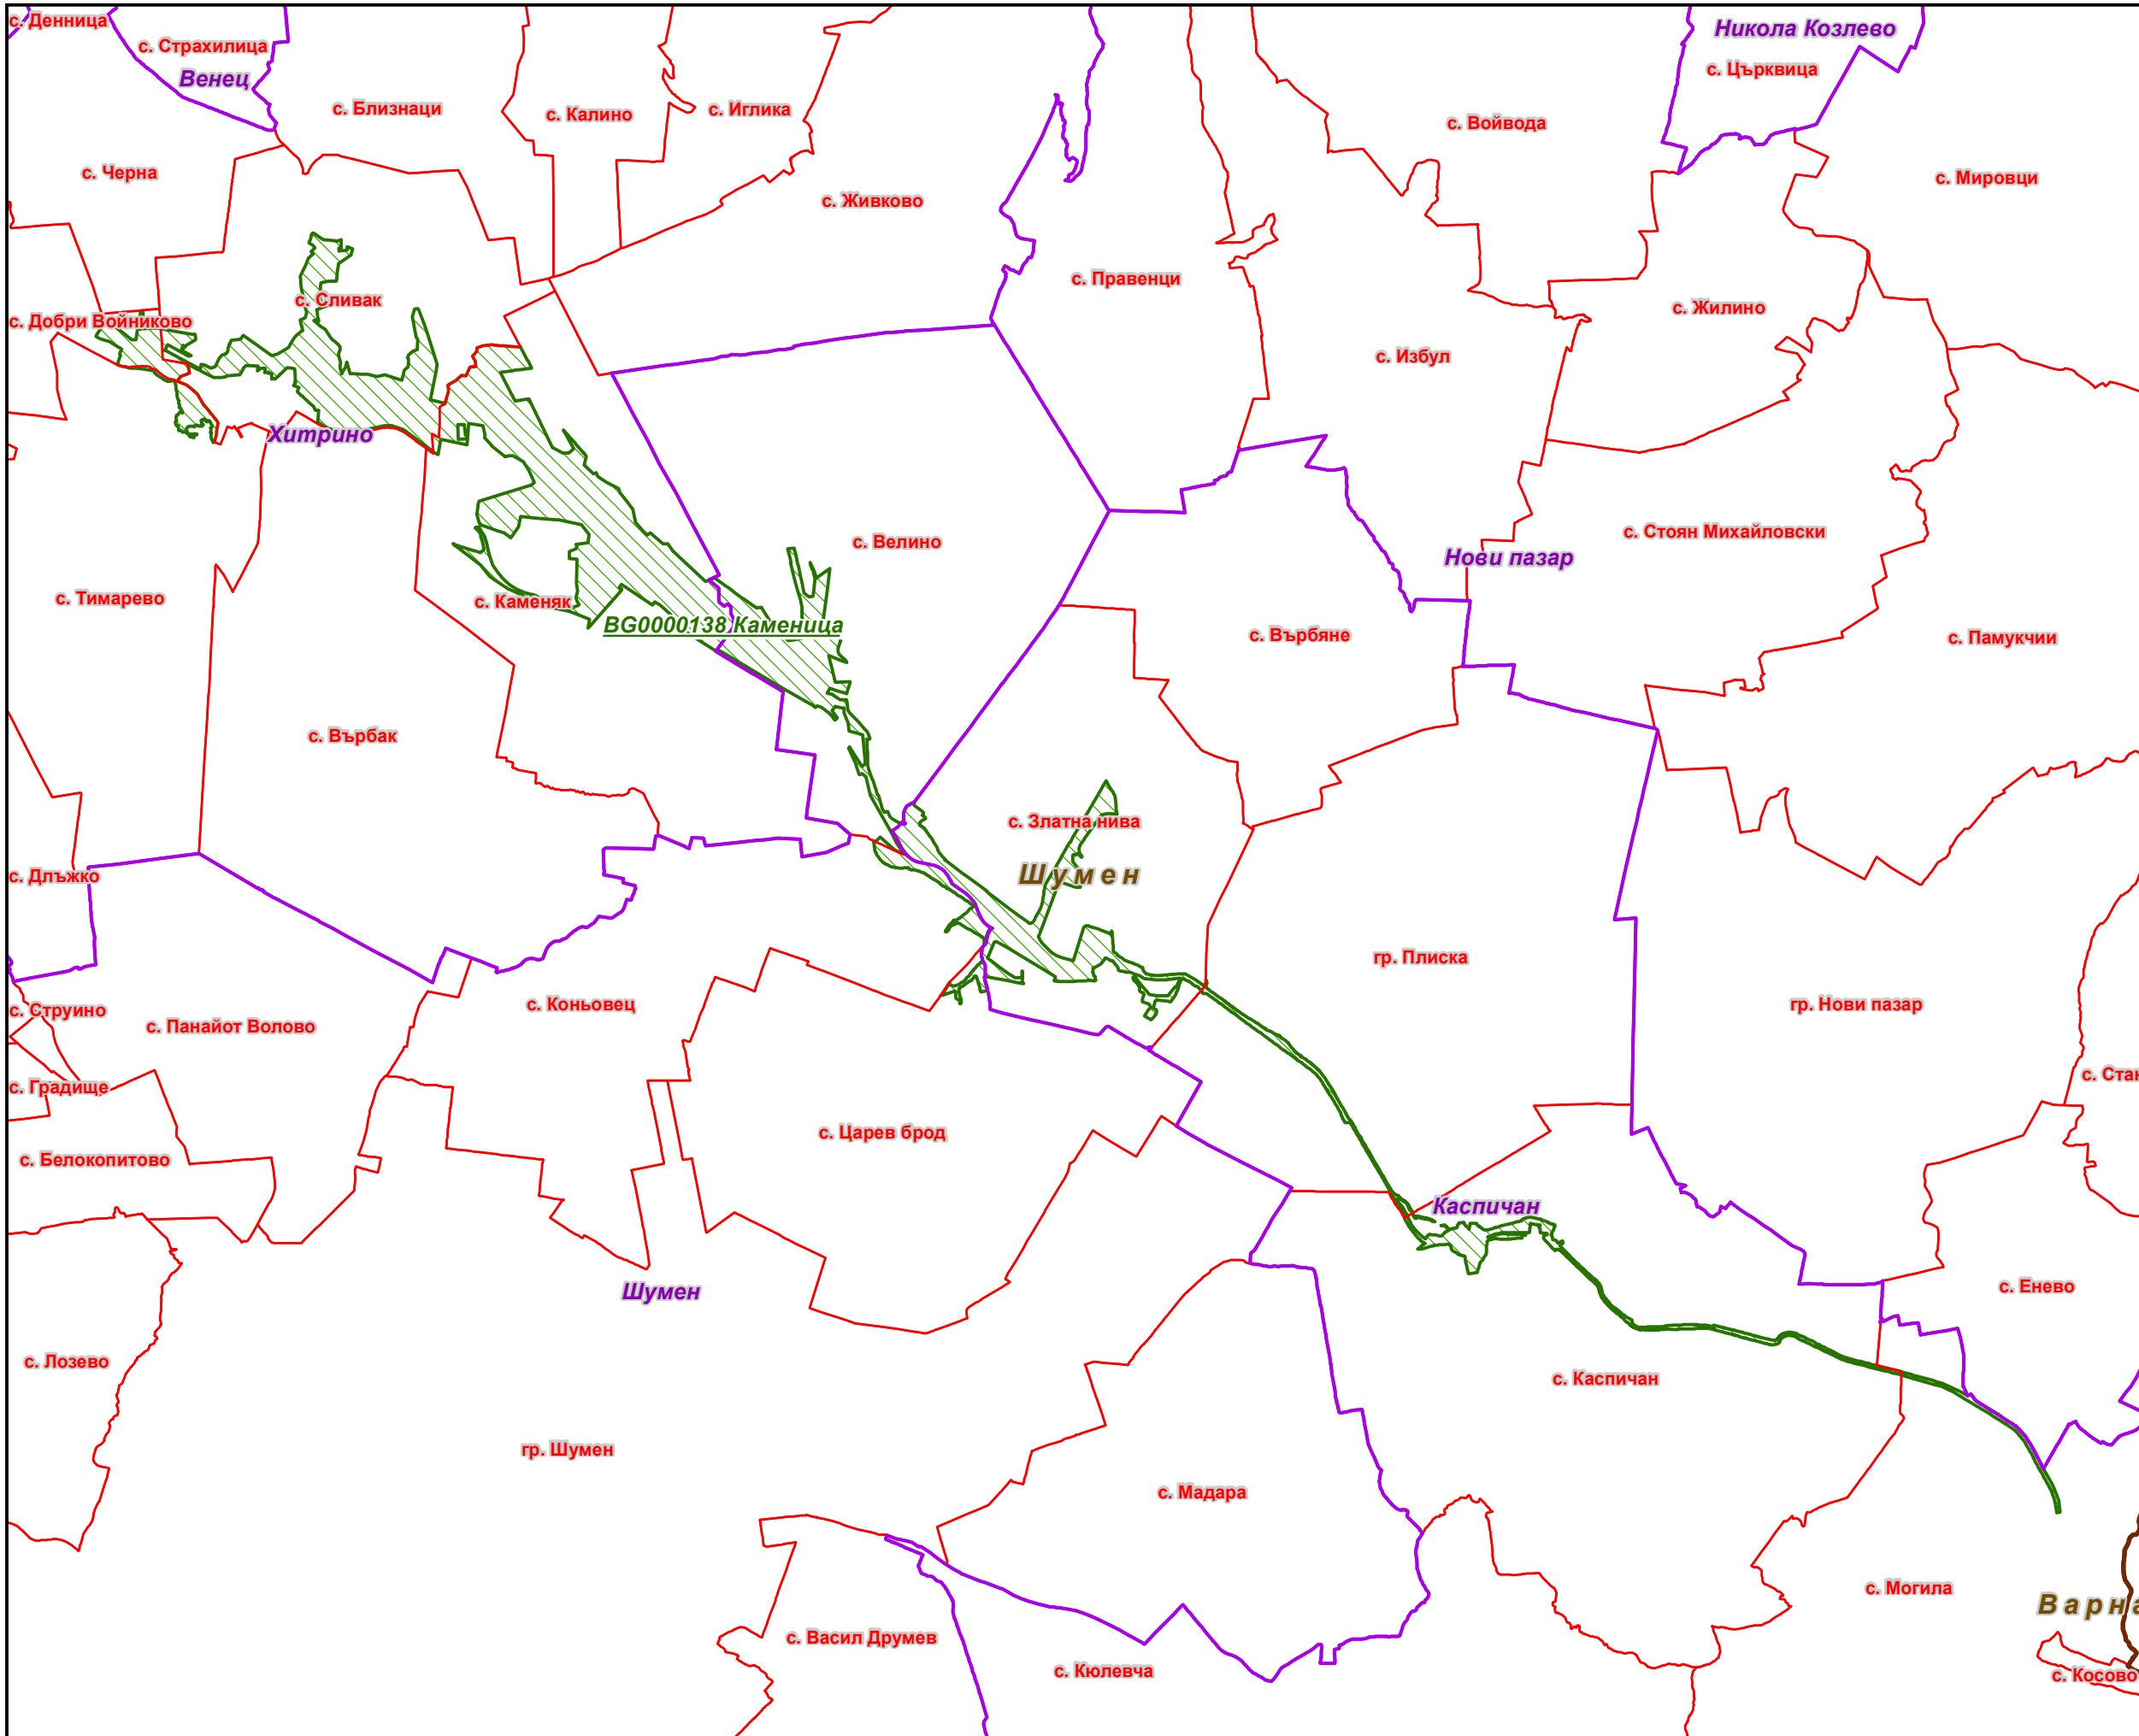 с. Денница
Никола Козлево
с. Страхилица
с. Църквица
Венец
с. Близнаци
с. Иглика
с. Калино
с. Войвода
с. Черна
с. Мировци
с. Живково
с. Правенци
с. Сливак
с. Жилино
с. Добри Войниково
с. Избул
Хитрино
с. Стоян Михайловски
с. Велино
Нови пазар
с. Тимарево
с. Каменяк
BG0000138 Каменица
с. Върбяне
с. Памукчии
с. Върбак
с. Златна нива
Шумен
с. Длъжко
гр. Плиска
с. Коньовец
гр. Нови пазар
с. Струино
с. Панайот Волово
с. Стан
с. Градище
с. Царев брод
с. Белокопитово
Каспичан
Шумен
с. Енево
с. Лозево
с. Каспичан
гр. Шумен
с. Мадара
с. Могила
Варна
с. Васил Друмев
с. Кюлевча
с. Косово